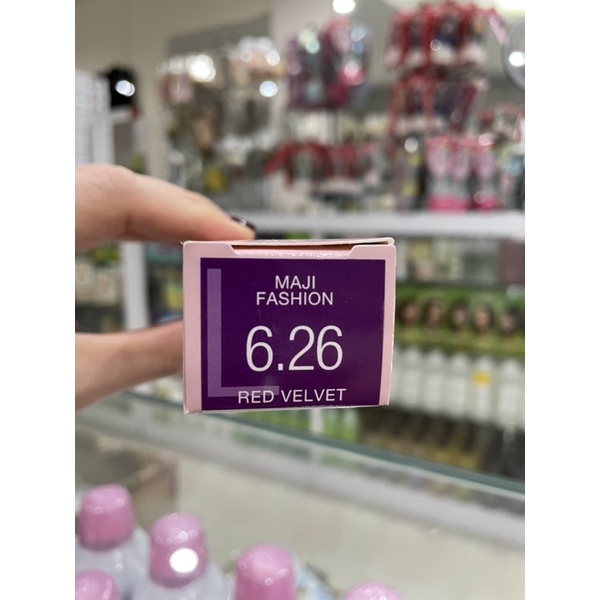 MAJI
FASHION
6.26
RED VELVET